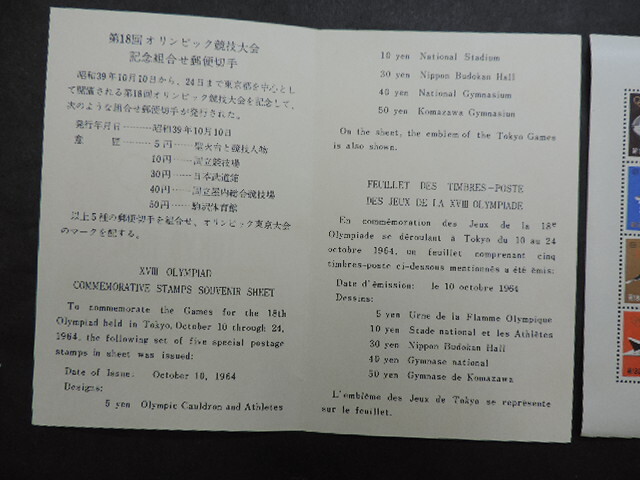 第18回オリンピック競技大会
記念組合せ郵便切手
昭和39年10月10日から、24日まで東京都を中心とし
て開催される第18回オリンピック競技大会を記念して、
次のような組合せ郵便切手が発行された。
発行年月日………昭和39年10月10日
意 匠………5円……聖火台と競技人物
10円……国立競技場
30円……日本武道館
40円……国立屋内総合競技場
50円……駒沢体育館
以上5種の郵便切手を組合せ、オリンピック東京大会
のマークを配する。
XVIII OLYMPIAD
COMMEMORATIVE STAMPS SOUVENIR SHEET
To commemorate the Games for the 18th
Olympiad held in Tokyo, October 10 through 24,
1964, the following set of five special postage
stamps in sheet was issued:
Date of Issue: October 10, 1964
Designs:
5 yen Olympic Cauldron and Athletes
10 yen National Stadium
30 yen Nippon Budokan Hall
40 yen National Gymnasium
50 yen Komazawa Gymnasium
On the sheet, the emblem of the Tokyo Games
is also shown.
FEUILLET DES TIMBRES-POSTE
DES JEUX DE LA XVIII OLYMPIADE
En commémoration des Jeux de la 18e
Olympiade se déroulant à Tokyo du 10 au 24
octobre 1964, un feuillet comprenant cinq
timbres-poste ci-dessous mentionnés a été émis:
Date d'émission: le 10 octobre 1964
Dessins:
5 yen Urne de la Flamme Olympique
10 yen Stade national et les Athlètes
30 yen Nippon Budokan Hall
40 yen Gymnase national
50 yen Gymnase de Komazawa
L'emblème des Jeux de Tokyo se représente
sur le feuillet.